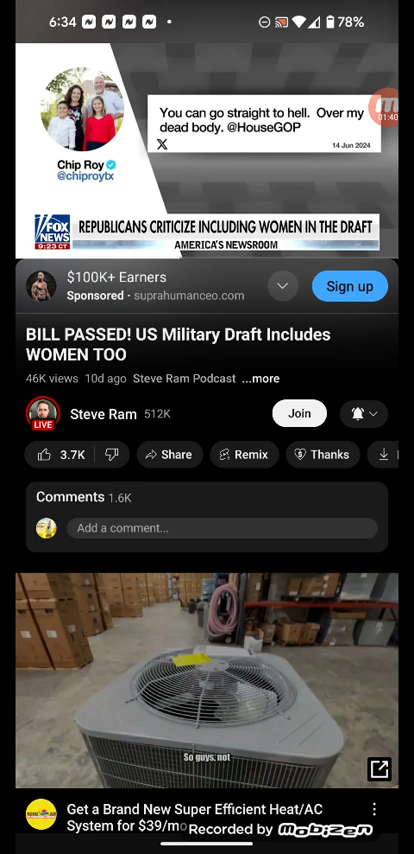 6:34
78%
You can go straight to hell. Over my
dead body. @HouseGOP
14 Jun 2024
01:40
Chip Roy
@chiproytx
FOX
NEWS
9:23 CT
REPUBLICANS CRITICIZE INCLUDING WOMEN IN THE DRAFT
AMERICA'S NEWSROOM
$100K+ Earners
Sponsored · suprahumanceo.com
Sign up
BILL PASSED! US Military Draft Includes
WOMEN TOO
46K views 10d ago Steve Ram Podcast ...more
LIVE
Steve Ram 512K
Join
3.7K
Share
Remix
Thanks
Comments 1.6K
Add a comment...
So guys, not
Get a Brand New Super Efficient Heat/AC
System for $39/mo
Recorded by mobizen